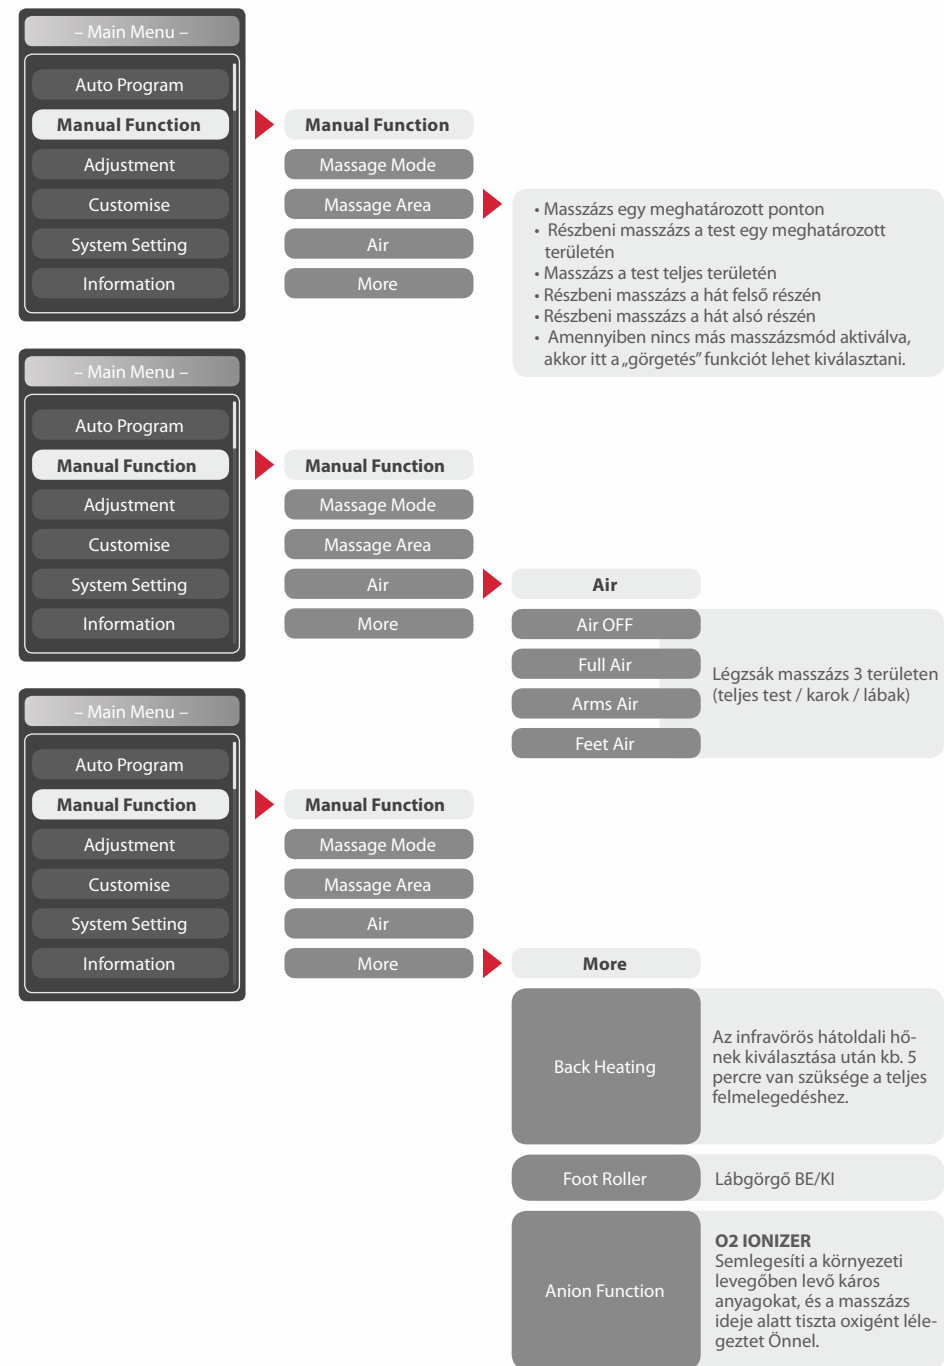 – Main Menu –
Auto Program
Manual Function
Adjustment
Customise
System Setting
Information
Manual Function
Massage Mode
Massage Area
Air
More
• Masszázs egy meghatározott ponton
• Részbeni masszázs a test egy meghatározott
területén
• Masszázs a test teljes területén
• Részbeni masszázs a hát felső részén
• Részbeni masszázs a hát alsó részén
• Amennyiben nincs más masszázsmód aktiválva,
akkor itt a „görgetés” funkciót lehet kiválasztani.
– Main Menu –
Auto Program
Manual Function
Adjustment
Customise
System Setting
Information
Manual Function
Massage Mode
Massage Area
Air
More
Air
Air OFF
Full Air
Arms Air
Feet Air
Légzsák masszázs 3 területen
(teljes test / karok / lábak)
– Main Menu –
Auto Program
Manual Function
Adjustment
Customise
System Setting
Information
Manual Function
Massage Mode
Massage Area
Air
More
More
Back Heating
Az infravörös hátoldali hő-
nek kiválasztása után kb. 5
percre van szüksége a teljes
felmelegedéshez.
Foot Roller
Lábgörgő BE/KI
Anion Function
O2 IONIZER
Semlegesíti a környezeti
levegőben levő káros
anyagokat, és a masszázs
ideje alatt tiszta oxigént léle-
geztet Önnel.